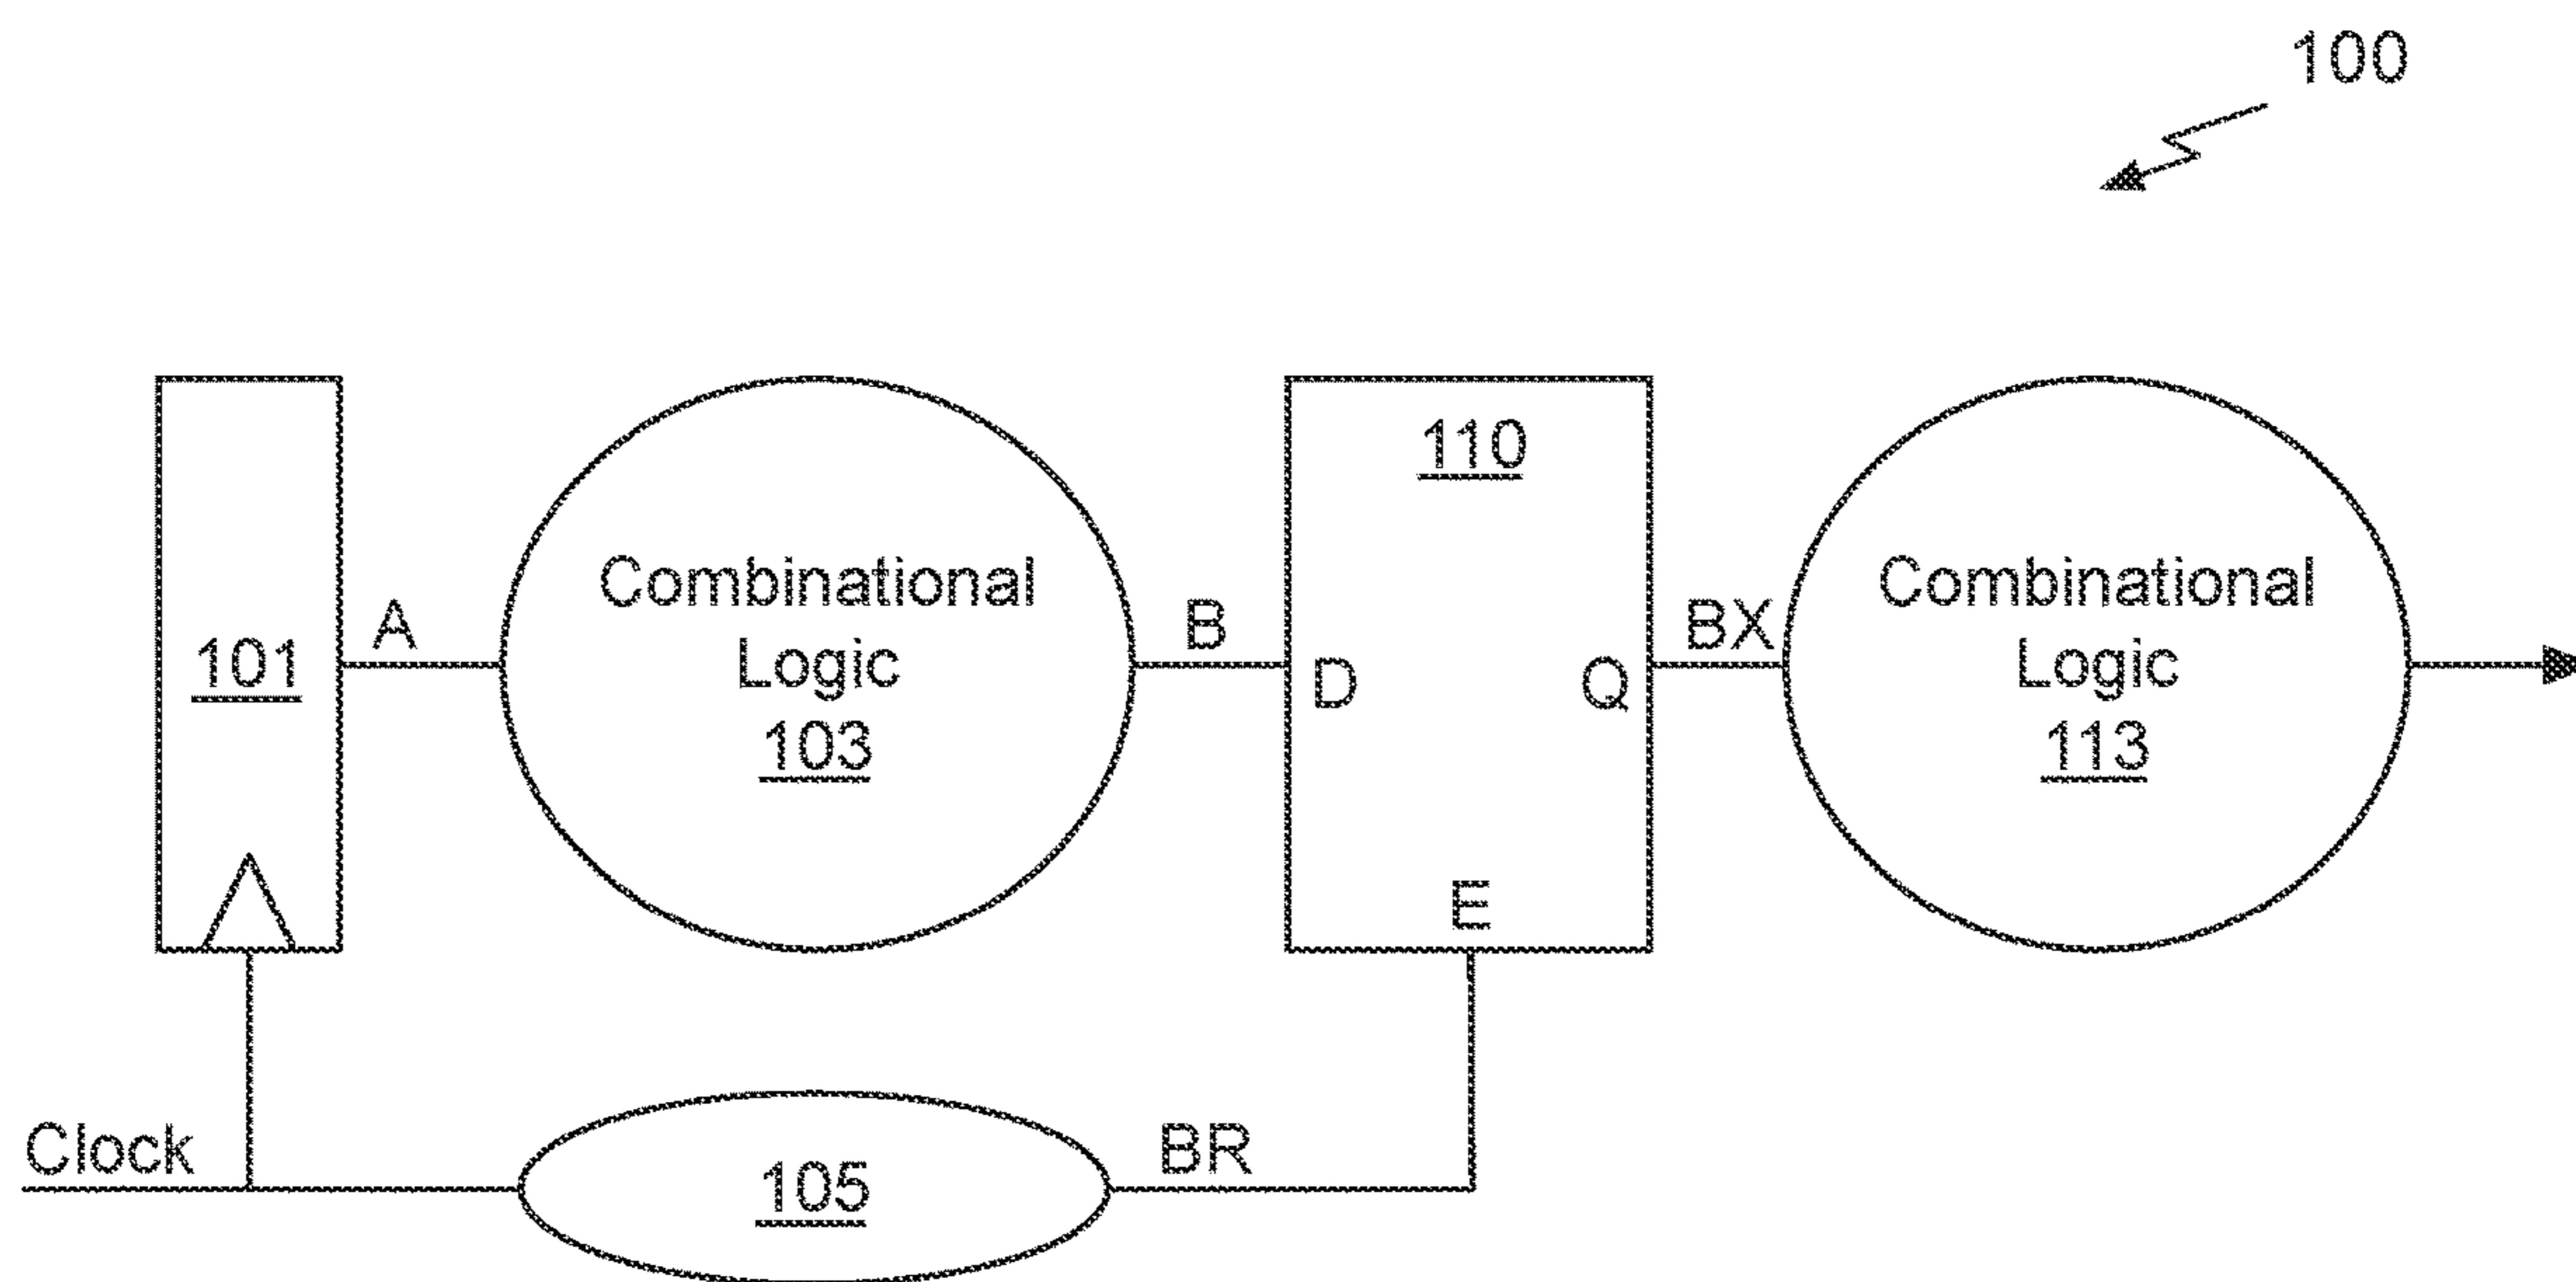 100
101
A
Combinational
Logic
103
B
110
D
Q
E
BX
Combinational
Logic
113
Clock
105
BR